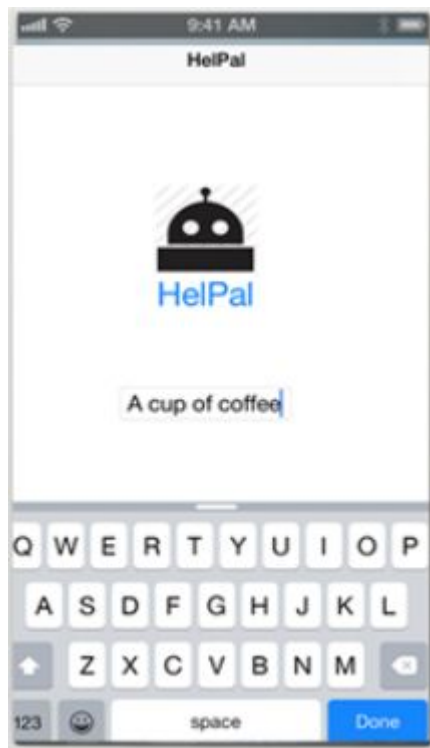 9:41 AM
HelPal
HelPal
A cup of coffee
Q W E R T Y U I O P
A S D F G H J K L
Z X C V B N M
123 space Done